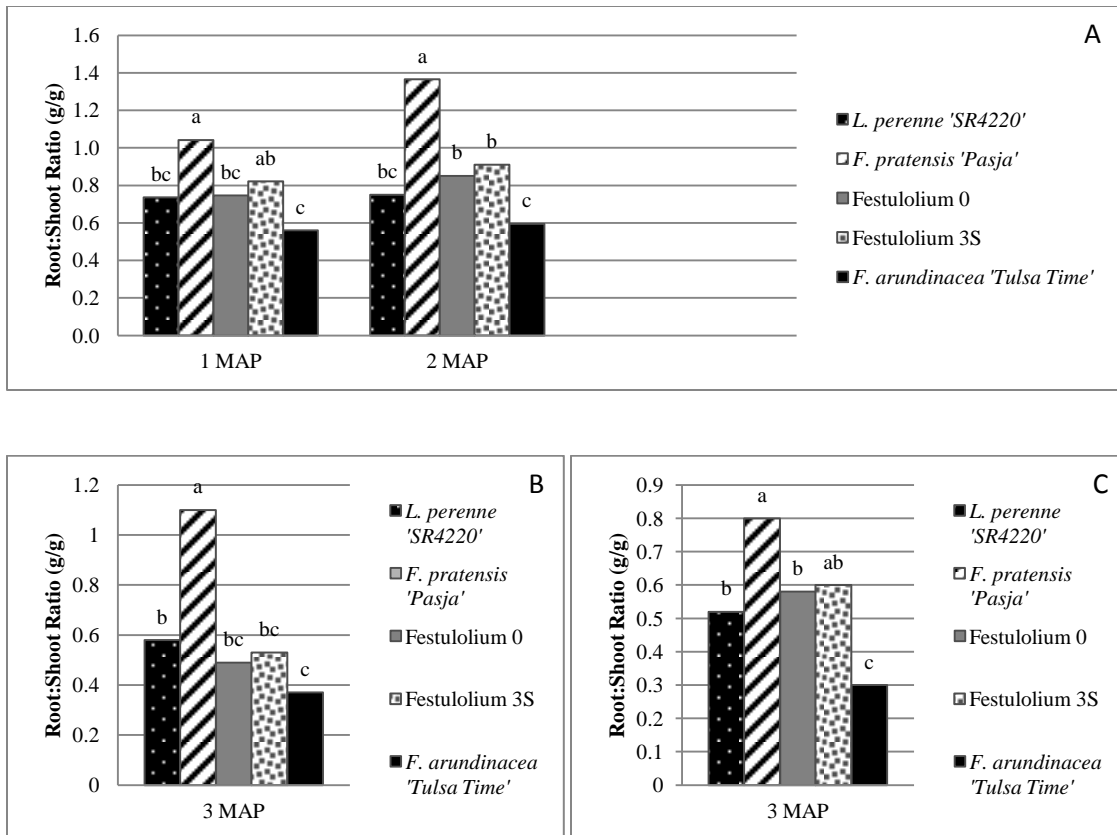 A
Root:Shoot Ratio (g/g)
1.6
1.4
1.2
1.0
0.8
0.6
0.4
0.2
0.0
bc
a
bc
ab
c
bc
a
b
b
c
1 MAP
2 MAP
L. perenne 'SR4220'
F. pratensis 'Pasja'
Festulolium 0
Festulolium 3S
F. arundinacea 'Tulsa Time'
B
Root:Shoot Ratio (g/g)
1.2
1
0.8
0.6
0.4
0.2
0
b
a
bc
bc
c
3 MAP
L. perenne
'SR4220'
F. pratensis
'Pasja'
Festulolium 0
Festulolium 3S
F. arundinacea
'Tulsa Time'
C
Root:Shoot Ratio (g/g)
0.9
0.8
0.7
0.6
0.5
0.4
0.3
0.2
0.1
0
b
a
b
ab
c
3 MAP
L. perenne
'SR4220'
F. pratensis
'Pasja'
Festulolium 0
Festulolium 3S
F. arundinacea
'Tulsa Time'